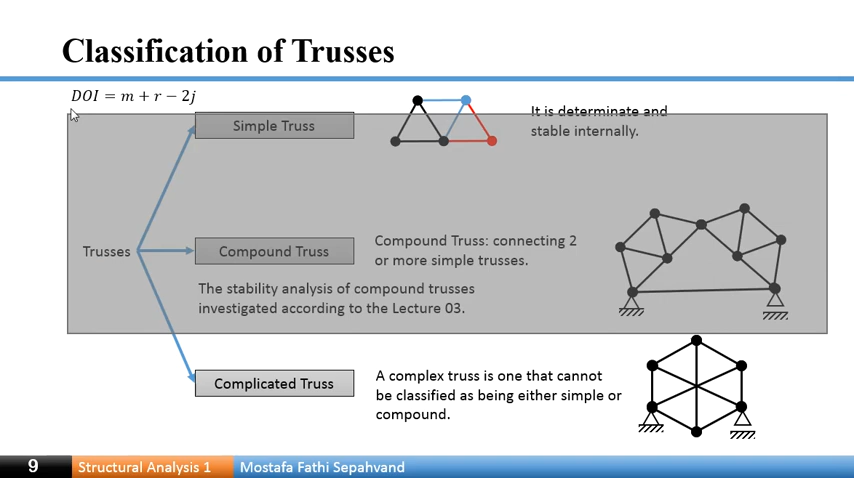 Classification of Trusses
DOI = m + r − 2j
Simple Truss
It is determinate and
stable internally.
Trusses
Compound Truss
Compound Truss: connecting 2
or more simple trusses.
The stability analysis of compound trusses
investigated according to the Lecture 03.
Complicated Truss
A complex truss is one that cannot
be classified as being either simple or
compound.
9
Structural Analysis 1
Mostafa Fathi Sepahvand